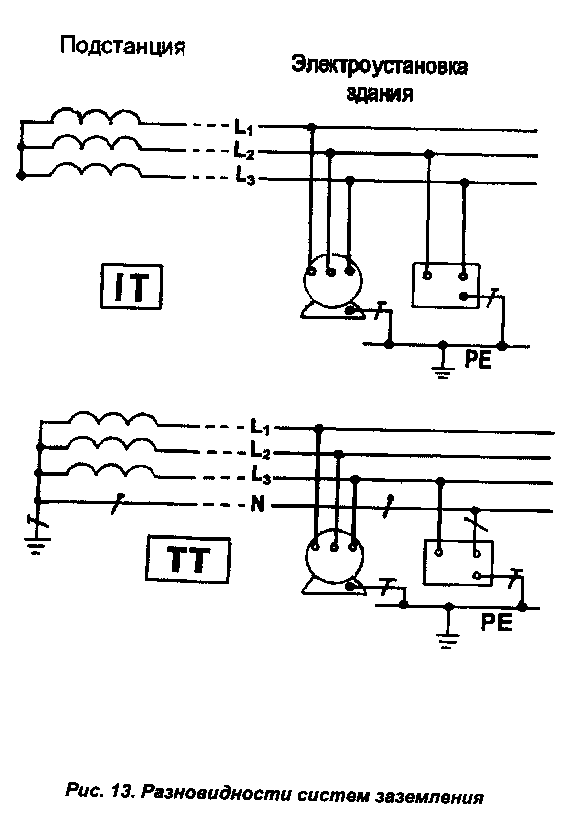 Подстанция
Электроустановка
здания
L1
L2
L3
IT
PE
L1
L2
L3
N
TT
PE
Рис. 13. Разновидности систем заземления